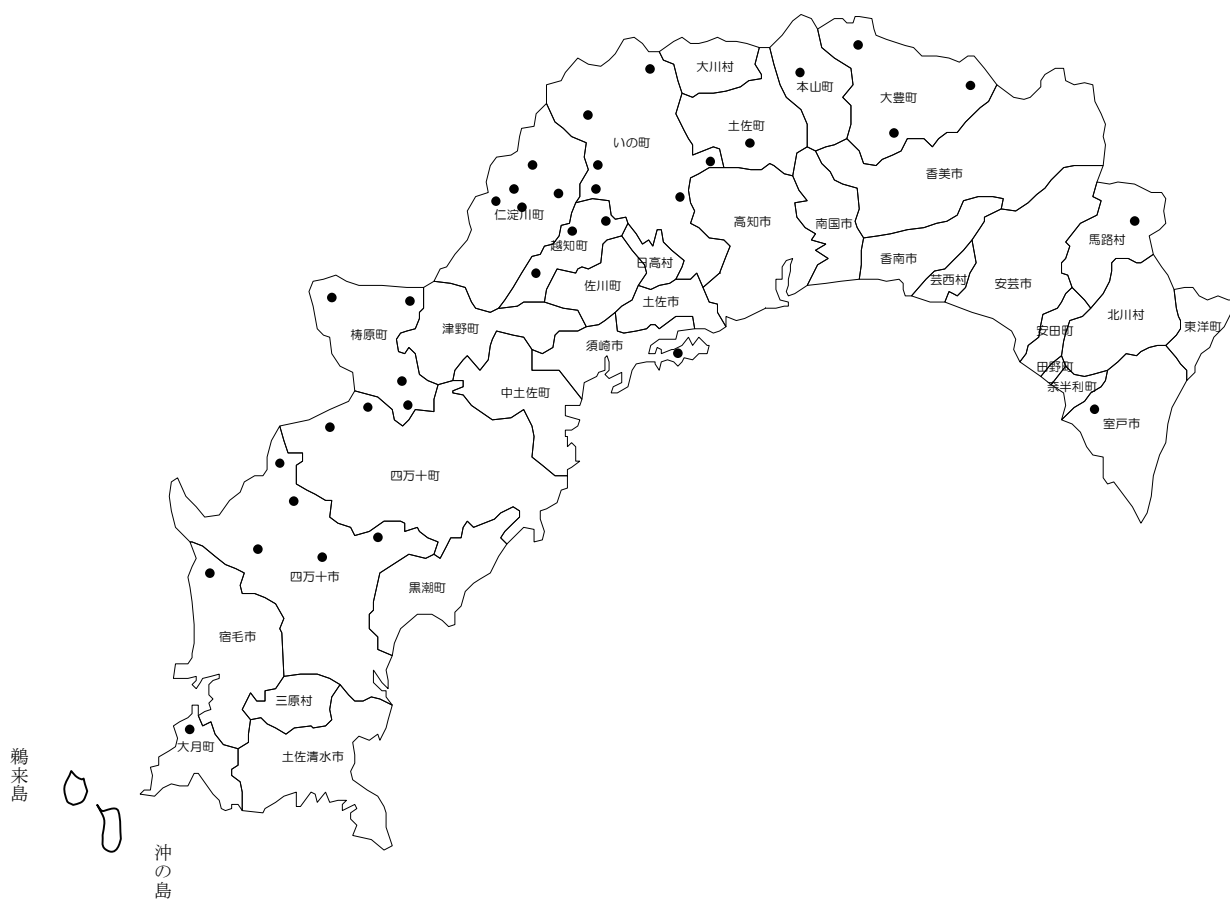 大川村
本山町
大豊町
土佐町
いの町
香美市
仁淀川町
高知市
南国市
越知町
馬路村
日高村
香南市
芸西村
安芸市
佐川町
土佐市
北川村
東洋町
津野町
梼原町
須崎市
安田町
田野町
奈半利町
中土佐町
室戸市
四万十町
四万十市
黒潮町
宿毛市
三原村
大月町
土佐清水市
鵜来島
沖の島